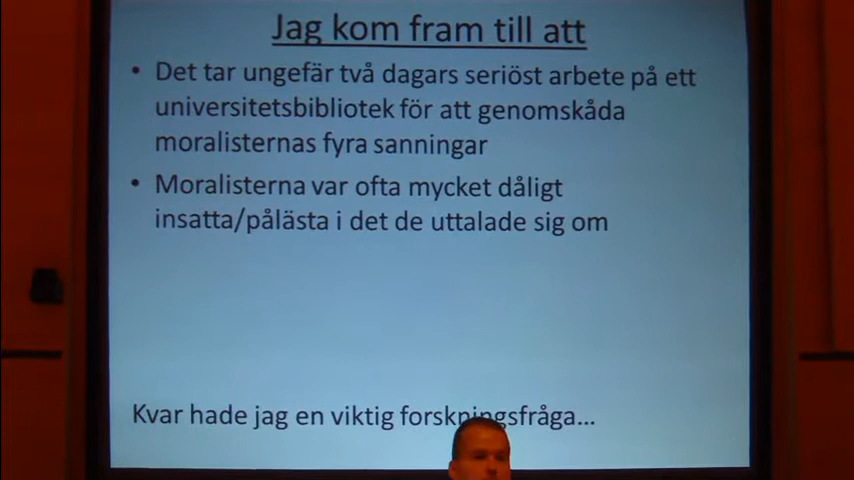 Jag kom fram till att
• Det tar ungefär två dagars seriöst arbete på ett
universitetsbibliotek för att genomskåda
moralisternas fyra sanningar
• Moralisterna var ofta mycket dåligt
insatta/pålästa i det de uttalade sig om
Kvar hade jag en viktig forskningsfråga...